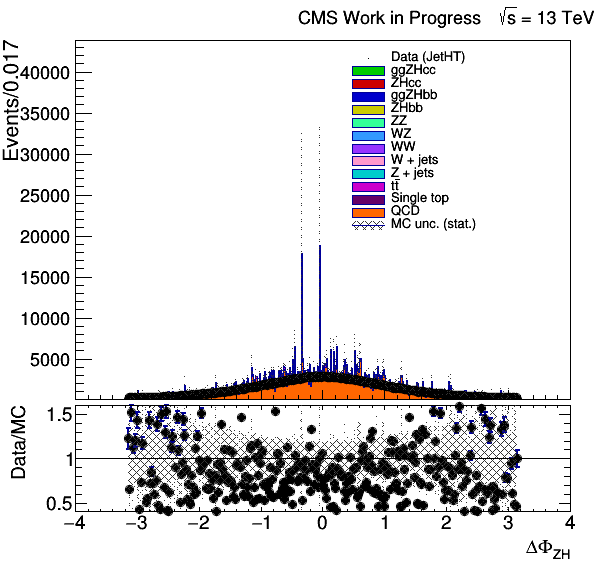 CMS Work in Progress √s = 13 TeV
Events/0.017
40000
35000
30000
25000
20000
15000
10000
5000
Data (JetHT)
ggZHcc
ZHcc
ggZHbb
ZHbb
ZZ
WZ
WW
W + jets
Z + jets
tt̄
Single top
QCD
MC unc. (stat.)
Data/MC
1.5
1
0.5
−4 −3 −2 −1 0 1 2 3 4
ΔΦ_ZH